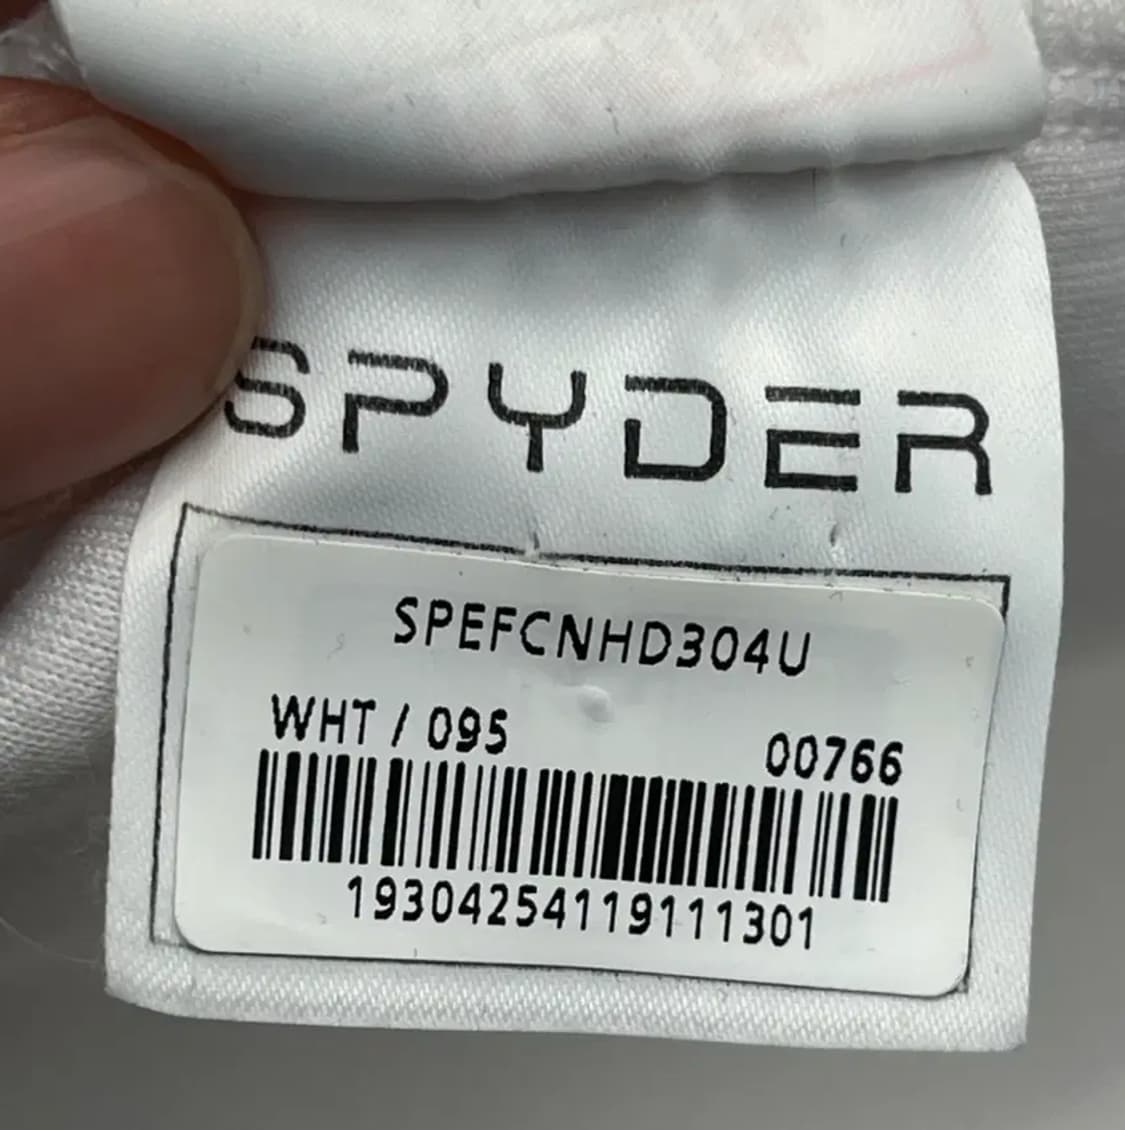 SPYDER
SPEFCNHD304U
WHT / 095
00766
19304254119111301